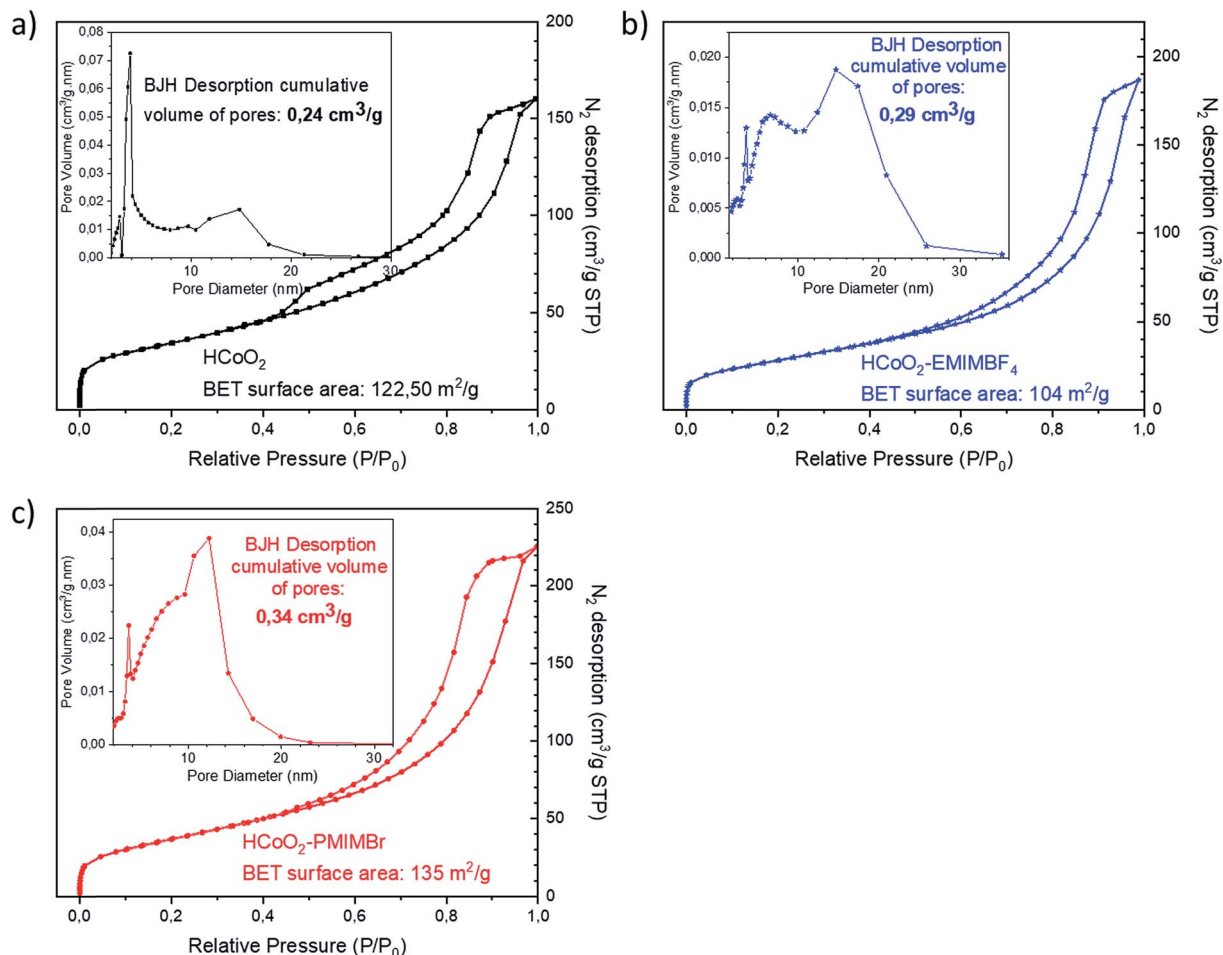 a)
0,08
0,07
0,06
0,05
0,04
0,03
0,02
0,01
0,00
Pore Volume (cm³/g.nm)
BJH Desorption cumulative
volume of pores: 0,24 cm³/g
10
20
30
Pore Diameter (nm)
HCoO₂
BET surface area: 122,50 m²/g
200
150
100
50
0
N₂ desorption (cm³/g STP)
0,0
0,2
0,4
0,6
0,8
1,0
Relative Pressure (P/P₀)
b)
0,020
0,015
0,010
0,005
0,000
Pore Volume (cm³/g.nm)
BJH Desorption
cumulative volume
of pores:
0,29 cm³/g
10
20
30
Pore Diameter (nm)
HCoO₂-EMIMBF₄
BET surface area: 104 m²/g
200
150
100
50
0
N₂ desorption (cm³/g STP)
0,0
0,2
0,4
0,6
0,8
1,0
Relative Pressure (P/P₀)
c)
0,04
0,03
0,02
0,01
0,00
Pore Volume (cm³/g.nm)
BJH Desorption
cumulative volume
of pores:
0,34 cm³/g
10
20
30
Pore Diameter (nm)
HCoO₂-PMIMBr
BET surface area: 135 m²/g
250
200
150
100
50
0
N₂ desorption (cm³/g STP)
0,0
0,2
0,4
0,6
0,8
1,0
Relative Pressure (P/P₀)